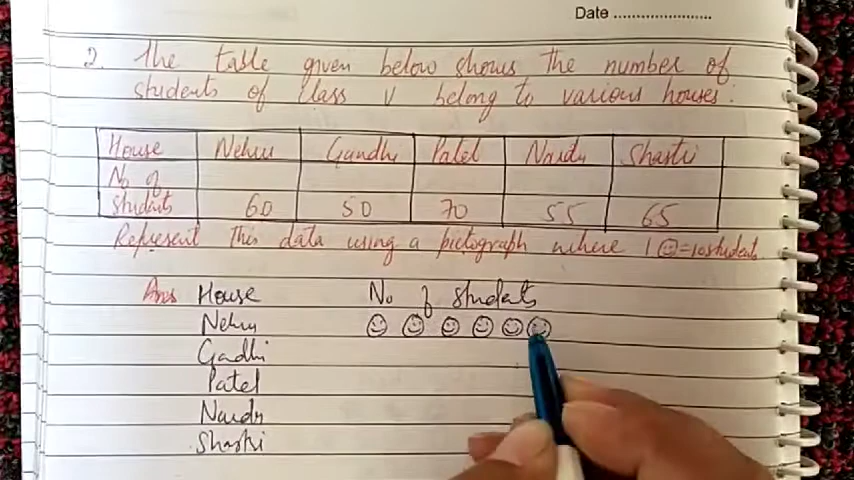 Date ........................
2. The table given below shows the number of
students of class V belong to various houses:
House Nehru Gandhi Patel Naidu Shastri
No of
students 60 50 70 55 65
Represent this data using a pictograph where 1 ☺=10 students
Ans House No of students
Nehru ☺ ☺ ☺ ☺ ☺ ☺
Gadhi
Patel
Naidu
Shastri